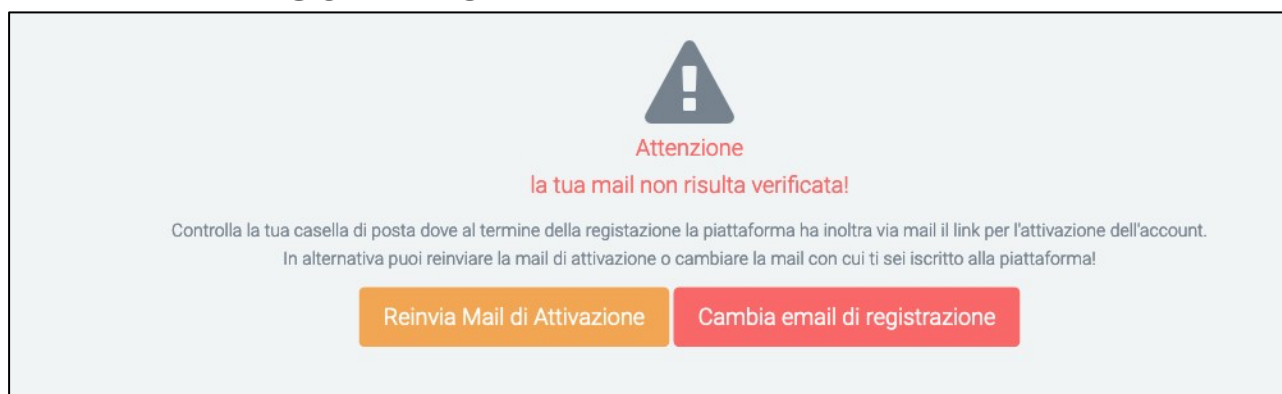 Attenzione
la tua mail non risulta verificata!
Controlla la tua casella di posta dove al termine della registazione la piattaforma ha inoltra via mail il link per l'attivazione dell'account.
In alternativa puoi reinviare la mail di attivazione o cambiare la mail con cui ti sei iscritto alla piattaforma!
Reinvia Mail di Attivazione Cambia email di registrazione